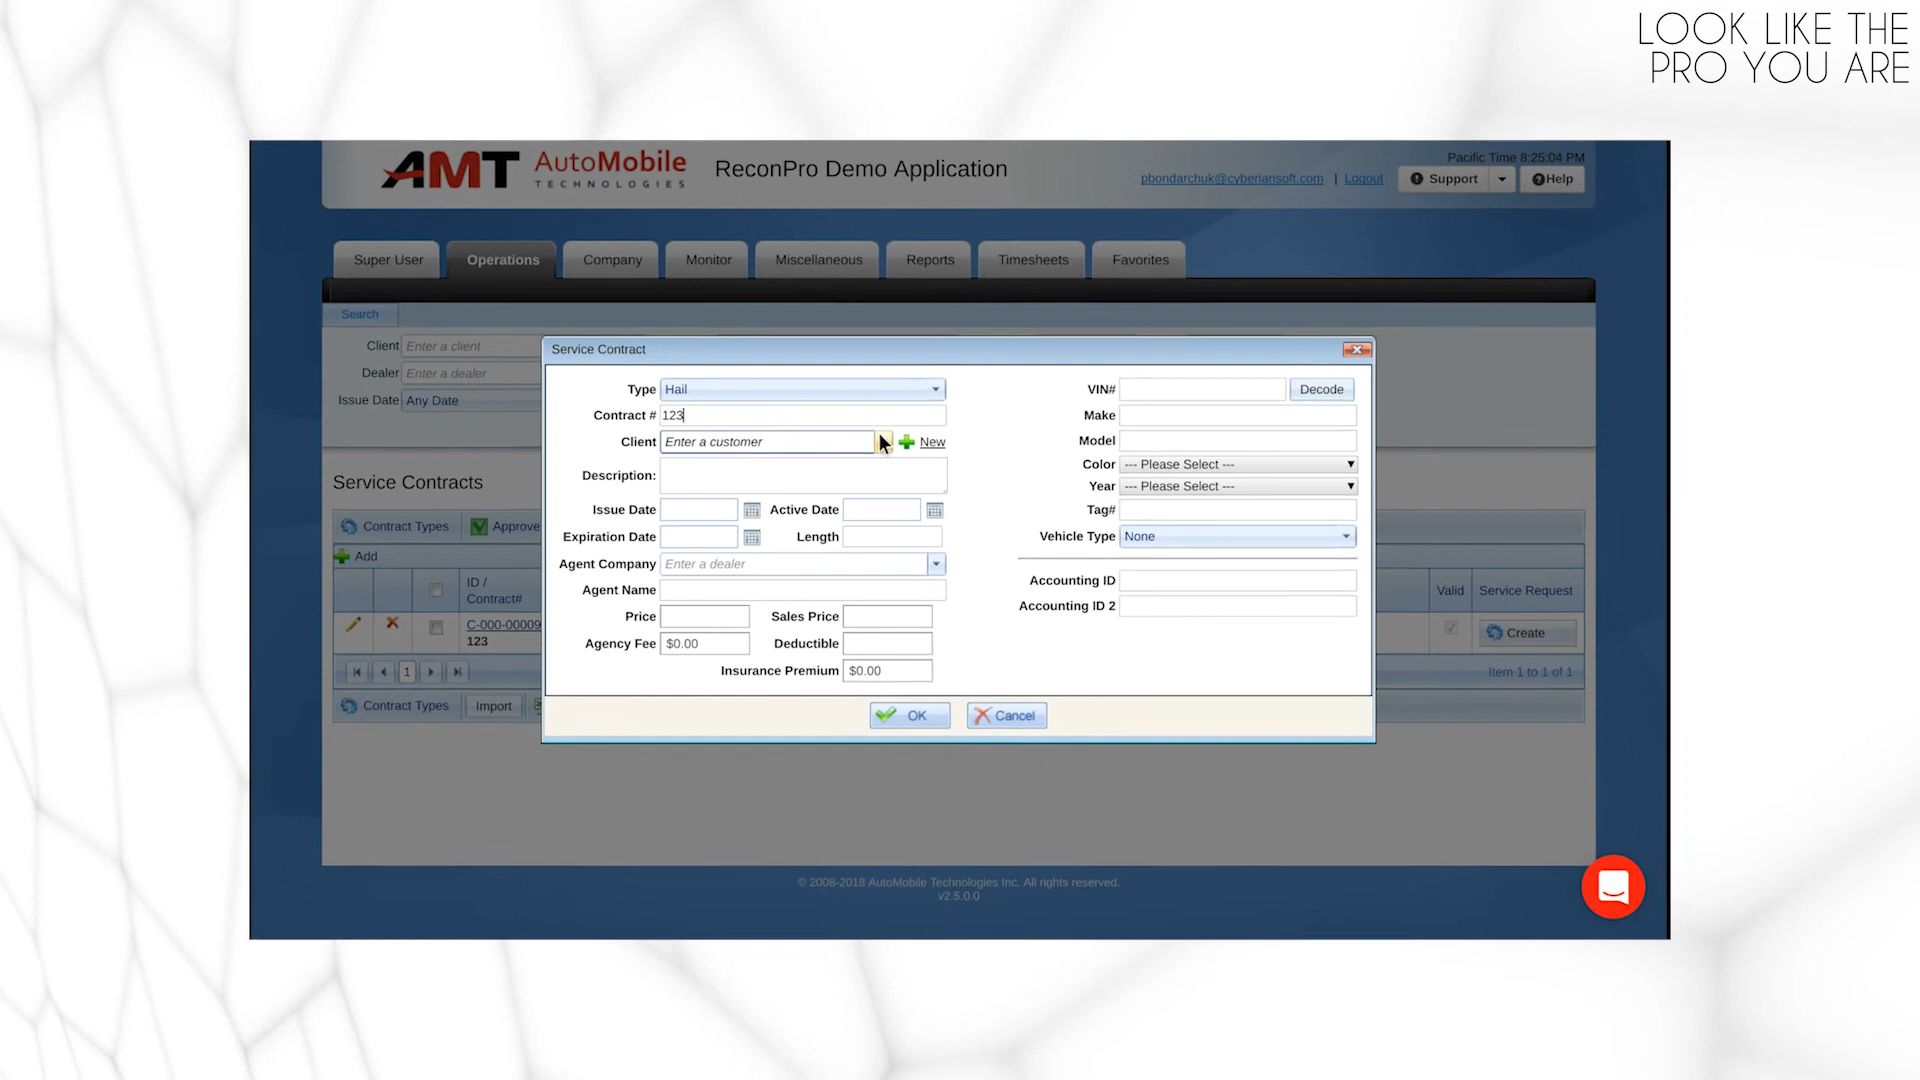 LOOK LIKE THE
PRO YOU ARE
AMT AutoMobile
TECHNOLOGIES
ReconPro Demo Application
Pacific Time 8:25:04 PM
pbondarchuk@cyberiansoft.com | Logout
Support
Help
Super User
Operations
Company
Monitor
Miscellaneous
Reports
Timesheets
Favorites
Search
Client Enter a client
Dealer Enter a dealer
Issue Date Any Date
Service Contracts
Contract Types
Approve
Add
ID /
Contract#
Valid
Service Request
C-000-00009
123
Create
1
Item 1 to 1 of 1
Contract Types
Import
Service Contract
Type Hail
Contract # 123
Client Enter a customer
New
Description:
Issue Date
Active Date
Expiration Date
Length
Agent Company Enter a dealer
Agent Name
Price
Sales Price
Agency Fee $0.00
Deductible
Insurance Premium $0.00
VIN#
Decode
Make
Model
Color --- Please Select ---
Year --- Please Select ---
Tag#
Vehicle Type None
Accounting ID
Accounting ID 2
OK
Cancel
© 2008-2018 AutoMobile Technologies Inc. All rights reserved.
v2.5.0.0